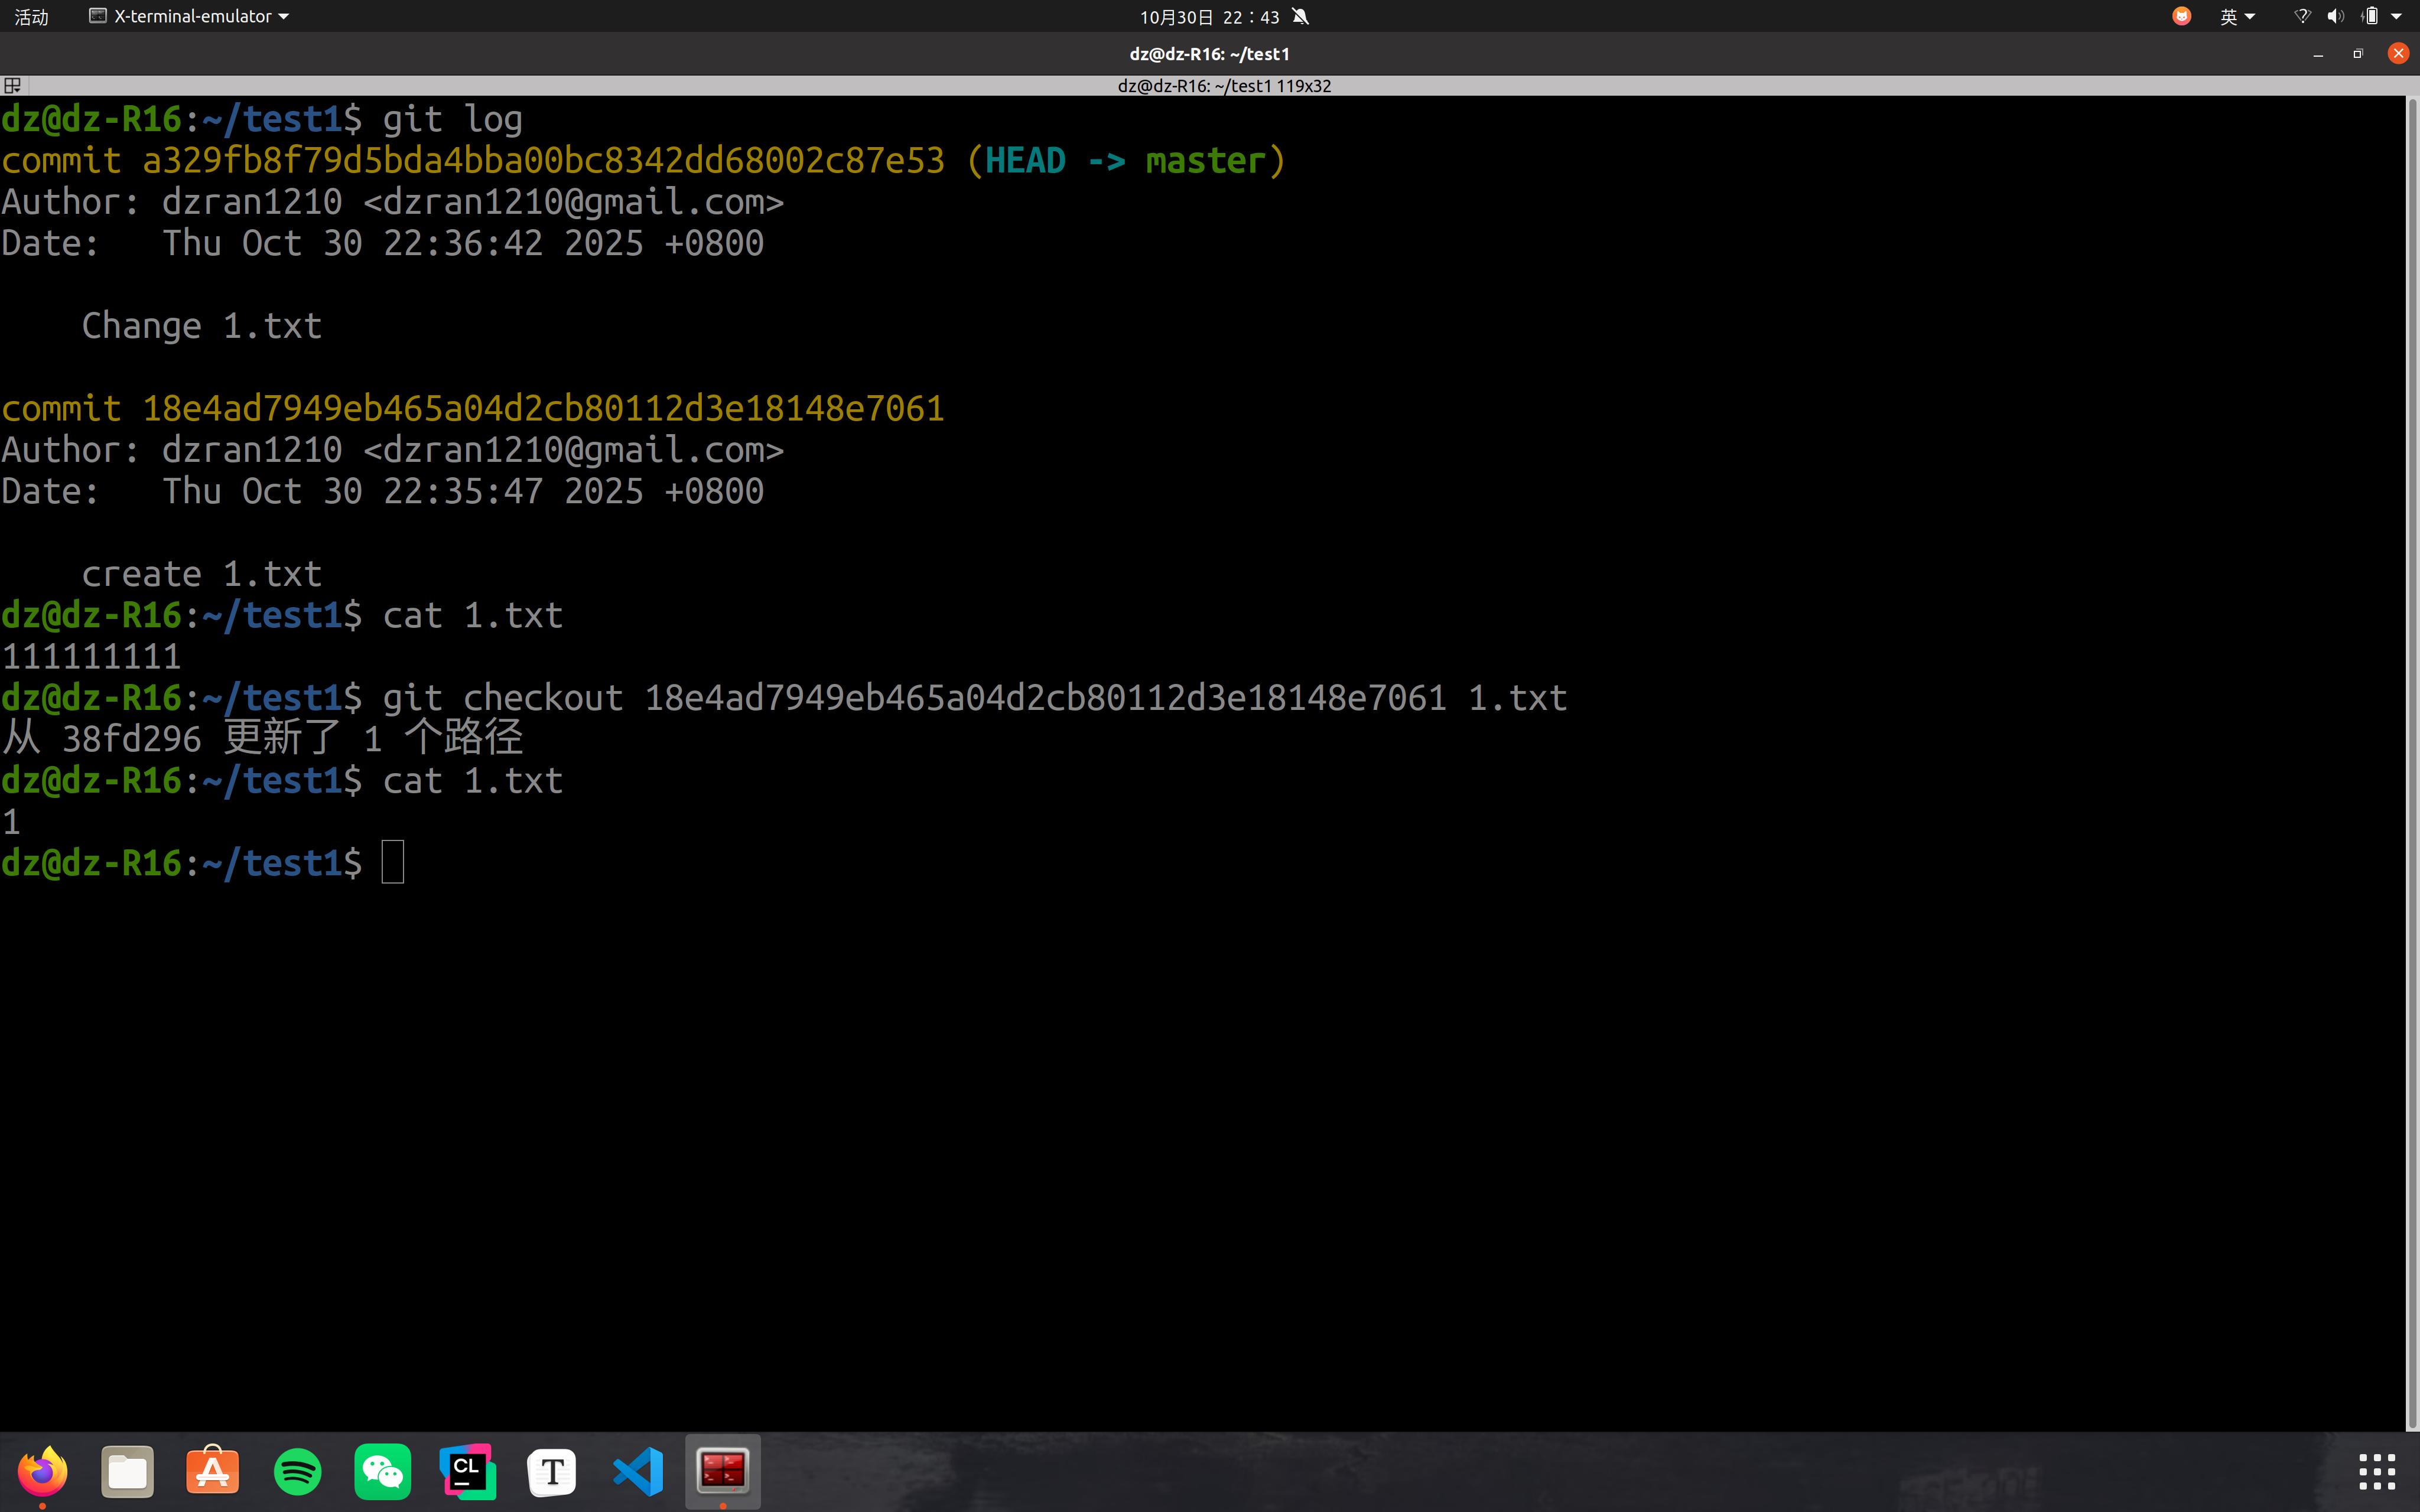 活动 X-terminal-emulator 10月30日 22：43 英
dz@dz-R16: ~/test1
dz@dz-R16: ~/test1 119x32
dz@dz-R16:~/test1$ git log
commit a329fb8f79d5bda4bba00bc8342dd68002c87e53 (HEAD -> master)
Author: dzran1210 <dzran1210@gmail.com>
Date:   Thu Oct 30 22:36:42 2025 +0800
    Change 1.txt
commit 18e4ad7949eb465a04d2cb80112d3e18148e7061
Author: dzran1210 <dzran1210@gmail.com>
Date:   Thu Oct 30 22:35:47 2025 +0800
    create 1.txt
dz@dz-R16:~/test1$ cat 1.txt
111111111
dz@dz-R16:~/test1$ git checkout 18e4ad7949eb465a04d2cb80112d3e18148e7061 1.txt
从 38fd296 更新了 1 个路径
dz@dz-R16:~/test1$ cat 1.txt
1
dz@dz-R16:~/test1$
CL
T